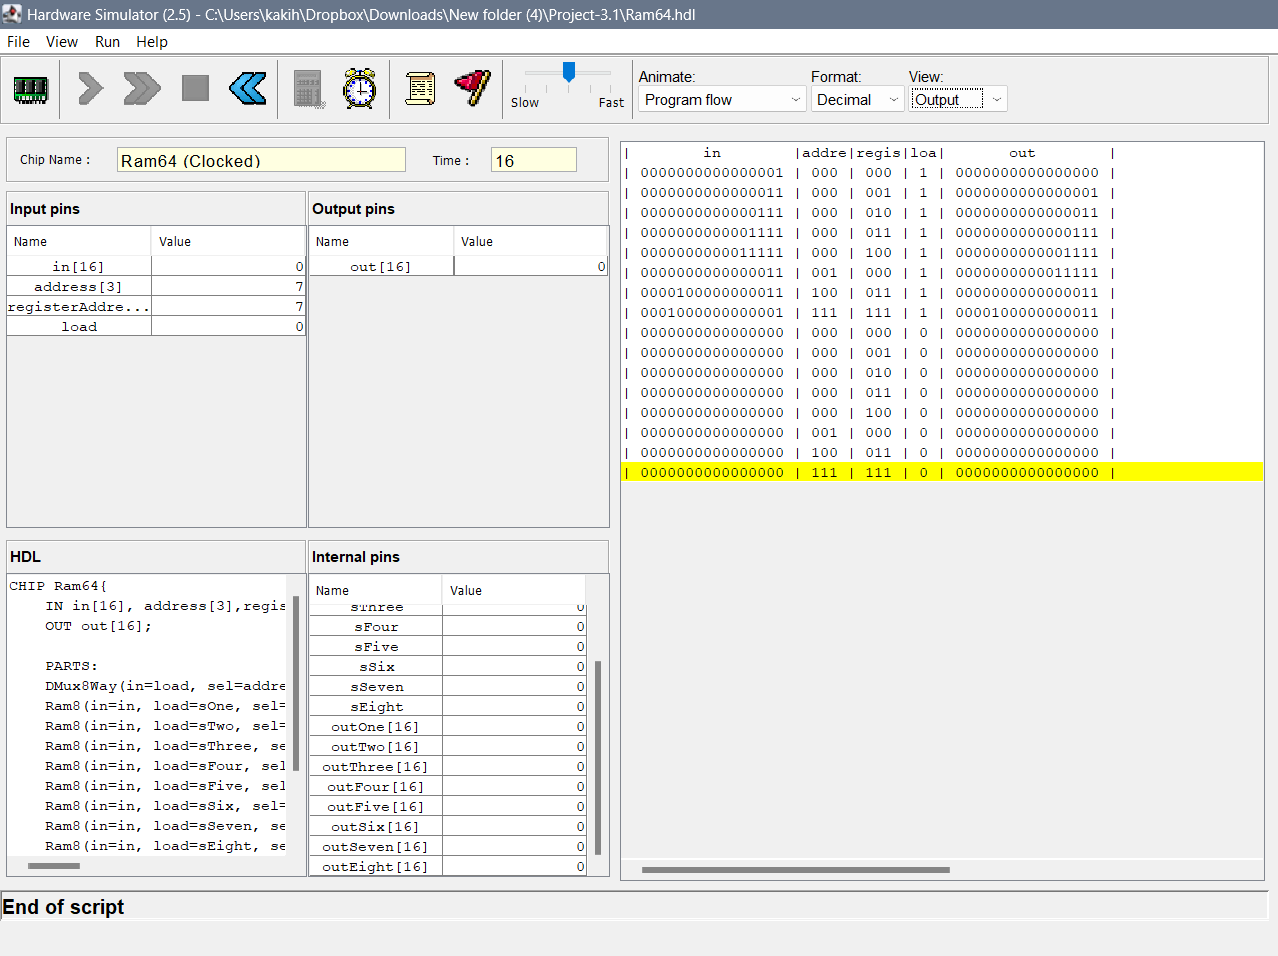 Hardware Simulator (2.5) - C:\Users\kakih\Dropbox\Downloads\New folder (4)\Project-3.1\Ram64.hdl
File View Run Help
Slow Fast
Animate: Format: View:
Program flow Decimal Output
Chip Name : Ram64 (Clocked) Time : 16
Input pins
Name Value
in[16] 0
address[3] 7
registerAddre... 7
load 0
Output pins
Name Value
out[16] 0
HDL
CHIP Ram64{
IN in[16], address[3],regis
OUT out[16];
PARTS:
DMux8Way(in=load, sel=addre
Ram8(in=in, load=sOne, sel=
Ram8(in=in, load=sTwo, sel=
Ram8(in=in, load=sThree, se
Ram8(in=in, load=sFour, sel
Ram8(in=in, load=sFive, sel
Ram8(in=in, load=sSix, sel=
Ram8(in=in, load=sSeven, se
Ram8(in=in, load=sEight, se
Internal pins
Name Value
sThree 0
sFour 0
sFive 0
sSix 0
sSeven 0
sEight 0
outOne[16] 0
outTwo[16] 0
outThree[16] 0
outFour[16] 0
outFive[16] 0
outSix[16] 0
outSeven[16] 0
outEight[16] 0
| in |addre|regis|loa| out |
| 0000000000000001 | 000 | 000 | 1 | 0000000000000000 |
| 0000000000000011 | 000 | 001 | 1 | 0000000000000001 |
| 0000000000000111 | 000 | 010 | 1 | 0000000000000011 |
| 0000000000001111 | 000 | 011 | 1 | 0000000000000111 |
| 0000000000011111 | 000 | 100 | 1 | 0000000000001111 |
| 0000000000000011 | 001 | 000 | 1 | 0000000000011111 |
| 0000100000000011 | 100 | 011 | 1 | 0000000000000011 |
| 0001000000000001 | 111 | 111 | 1 | 0000100000000011 |
| 0000000000000000 | 000 | 000 | 0 | 0000000000000000 |
| 0000000000000000 | 000 | 001 | 0 | 0000000000000000 |
| 0000000000000000 | 000 | 010 | 0 | 0000000000000000 |
| 0000000000000000 | 000 | 011 | 0 | 0000000000000000 |
| 0000000000000000 | 000 | 100 | 0 | 0000000000000000 |
| 0000000000000000 | 001 | 000 | 0 | 0000000000000000 |
| 0000000000000000 | 100 | 011 | 0 | 0000000000000000 |
| 0000000000000000 | 111 | 111 | 0 | 0000000000000000 |
End of script